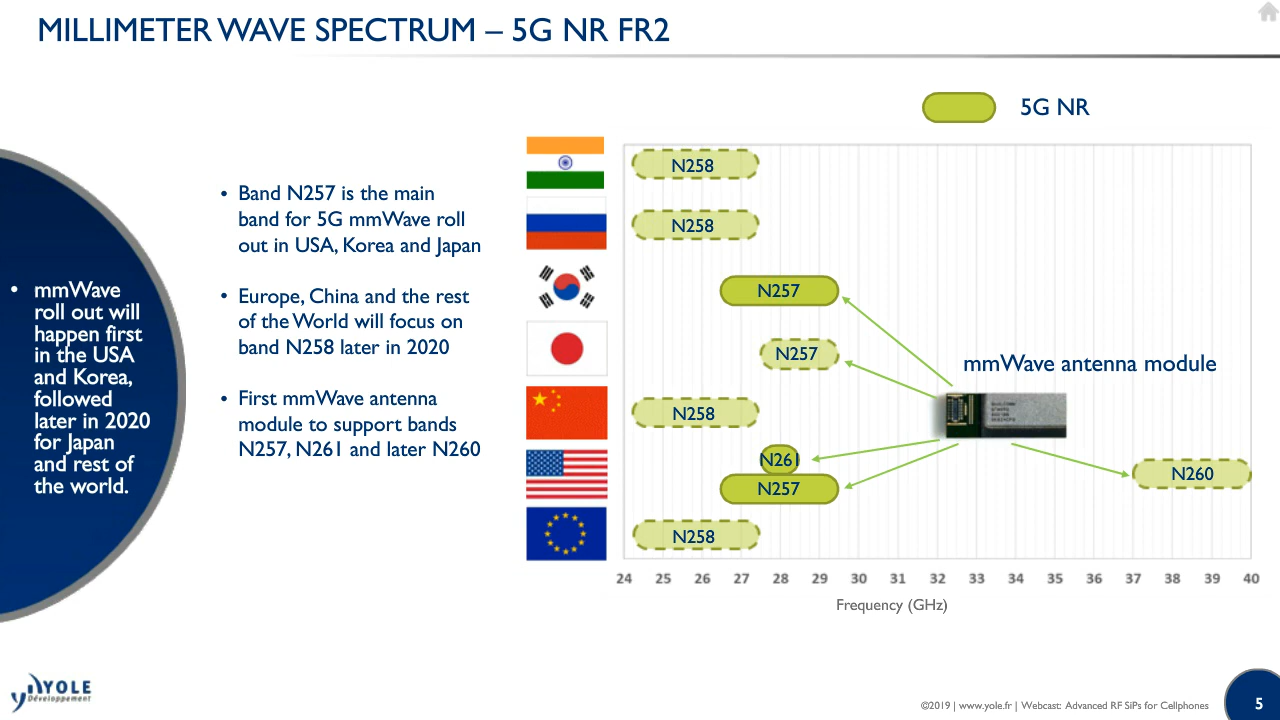 MILLIMETER WAVE SPECTRUM – 5G NR FR2
5G NR
• mmWave
roll out will
happen first
in the USA
and Korea,
followed
later in 2020
for Japan
and rest of
the world.
• Band N257 is the main
band for 5G mmWave roll
out in USA, Korea and Japan
• Europe, China and the rest
of the World will focus on
band N258 later in 2020
• First mmWave antenna
module to support bands
N257, N261 and later N260
N258
N258
N257
N257
mmWave antenna module
N258
N261
N260
N257
N258
24 25 26 27 28 29 30 31 32 33 34 35 36 37 38 39 40
Frequency (GHz)
YOLE
Développement
©2019 | www.yole.fr | Webcast: Advanced RF SiPs for Cellphones
5